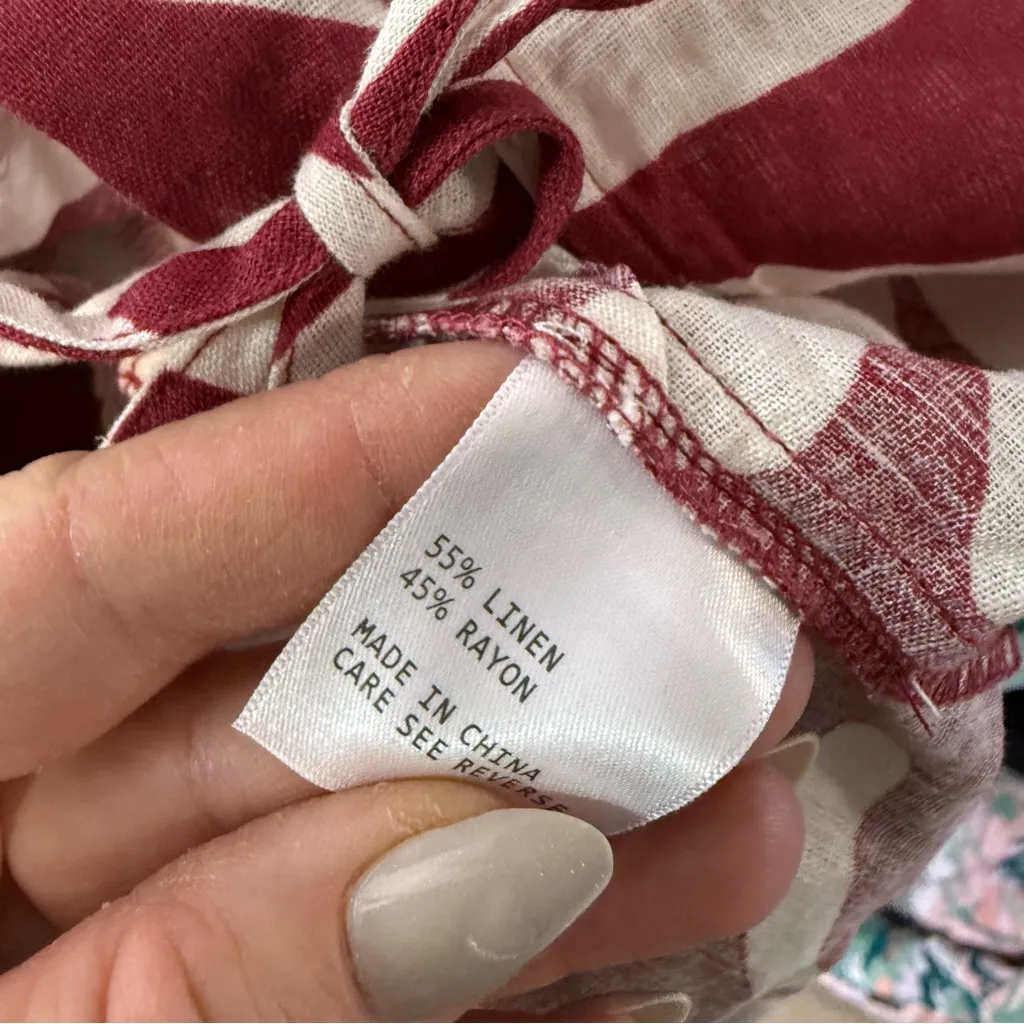 55% LINEN
45% RAYON
MADE IN CHINA
CARE SEE REVERSE